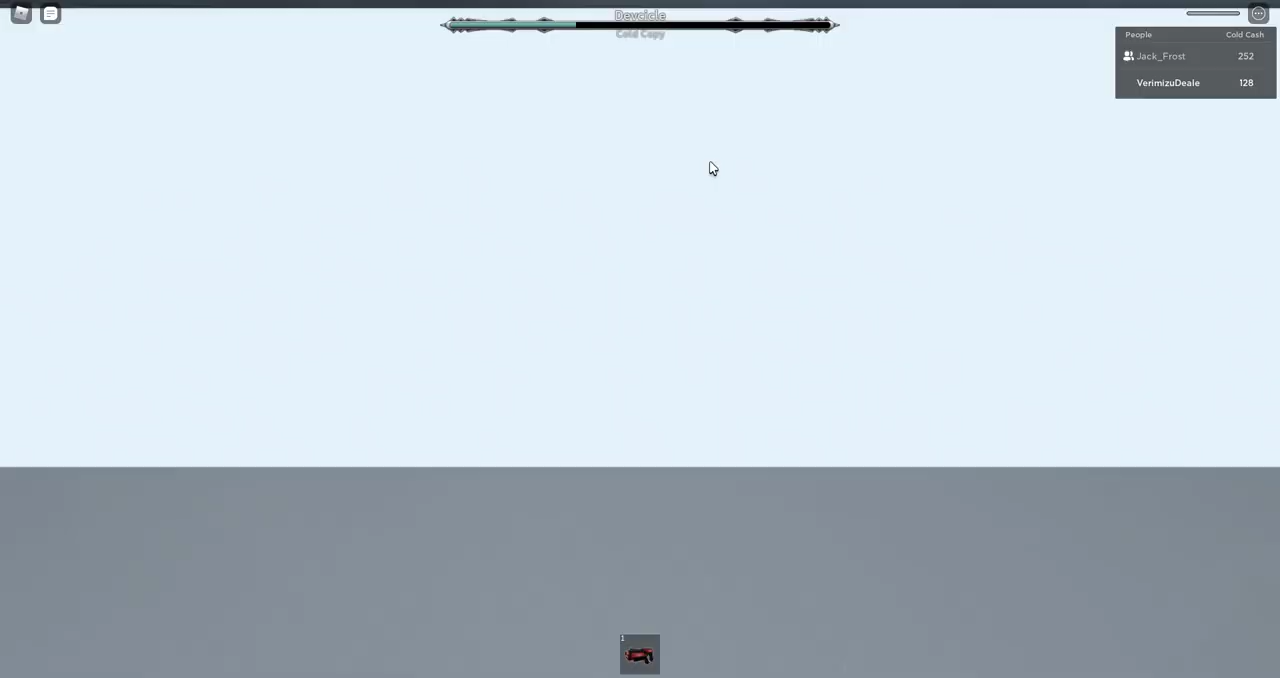 Devcicle
Cold Copy
People Cold Cash
Jack_Frost 252
VerimizuDeale 128
1